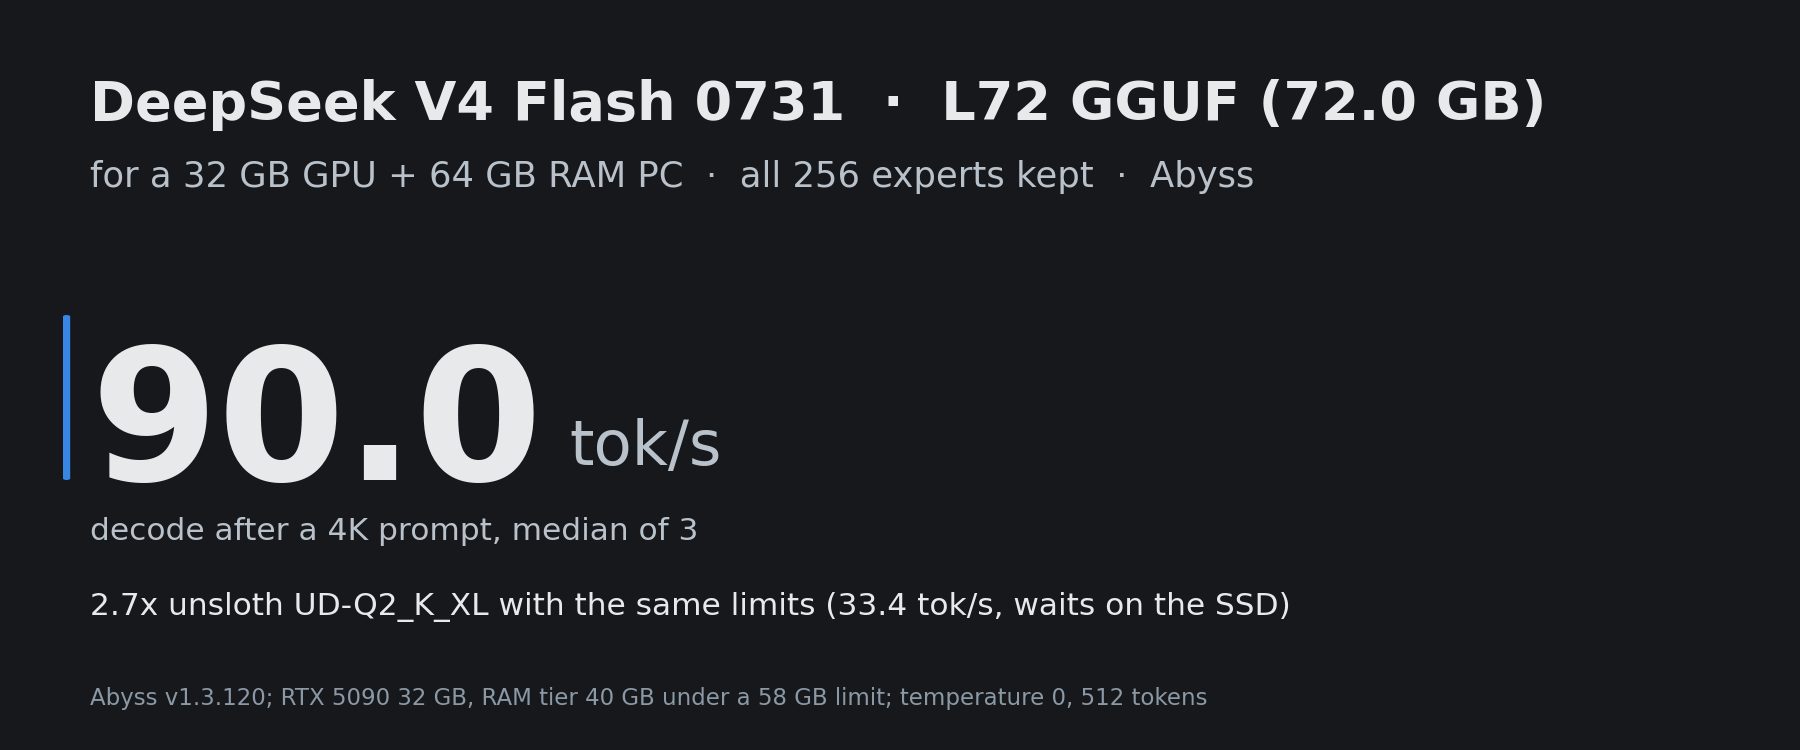 DeepSeek V4 Flash 0731 · L72 GGUF (72.0 GB)
for a 32 GB GPU + 64 GB RAM PC · all 256 experts kept · Abyss
90.0 tok/s
decode after a 4K prompt, median of 3
2.7x unsloth UD-Q2_K_XL with the same limits (33.4 tok/s, waits on the SSD)
Abyss v1.3.120; RTX 5090 32 GB, RAM tier 40 GB under a 58 GB limit; temperature 0, 512 tokens